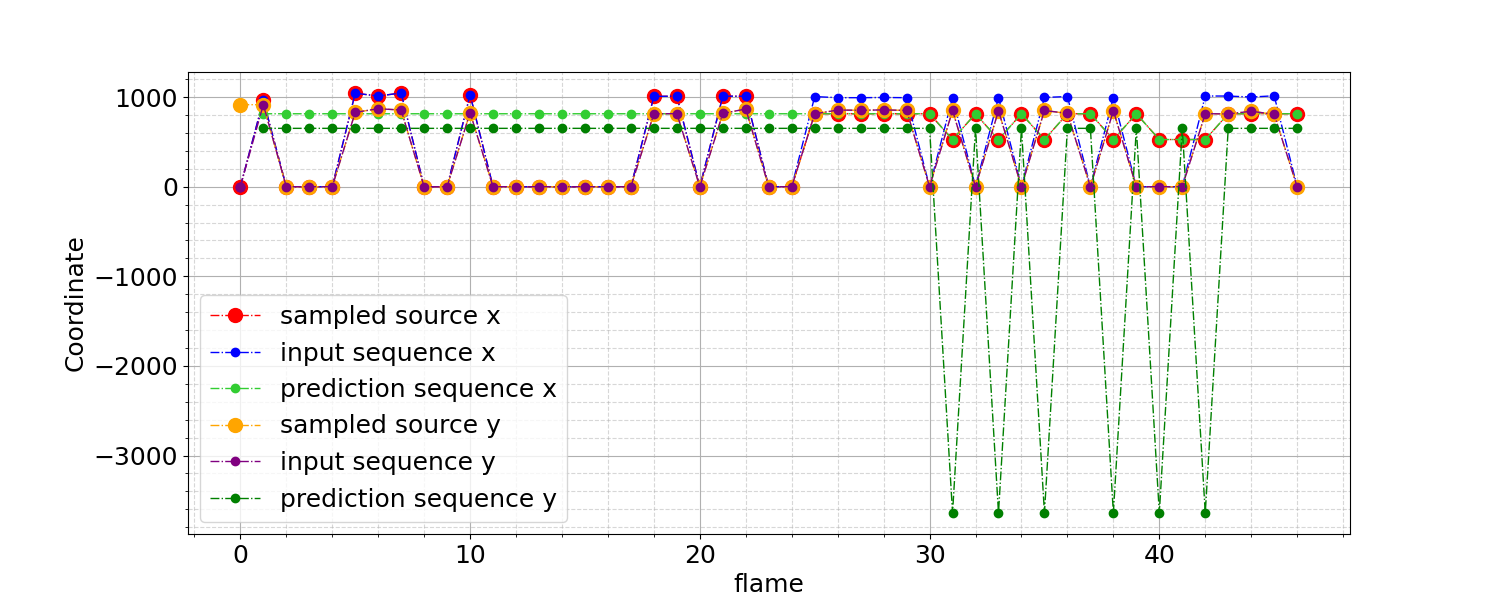 1000
0
−1000
−2000
−3000
Coordinate
sampled source x
input sequence x
prediction sequence x
sampled source y
input sequence y
prediction sequence y
0 10 20 30 40
flame